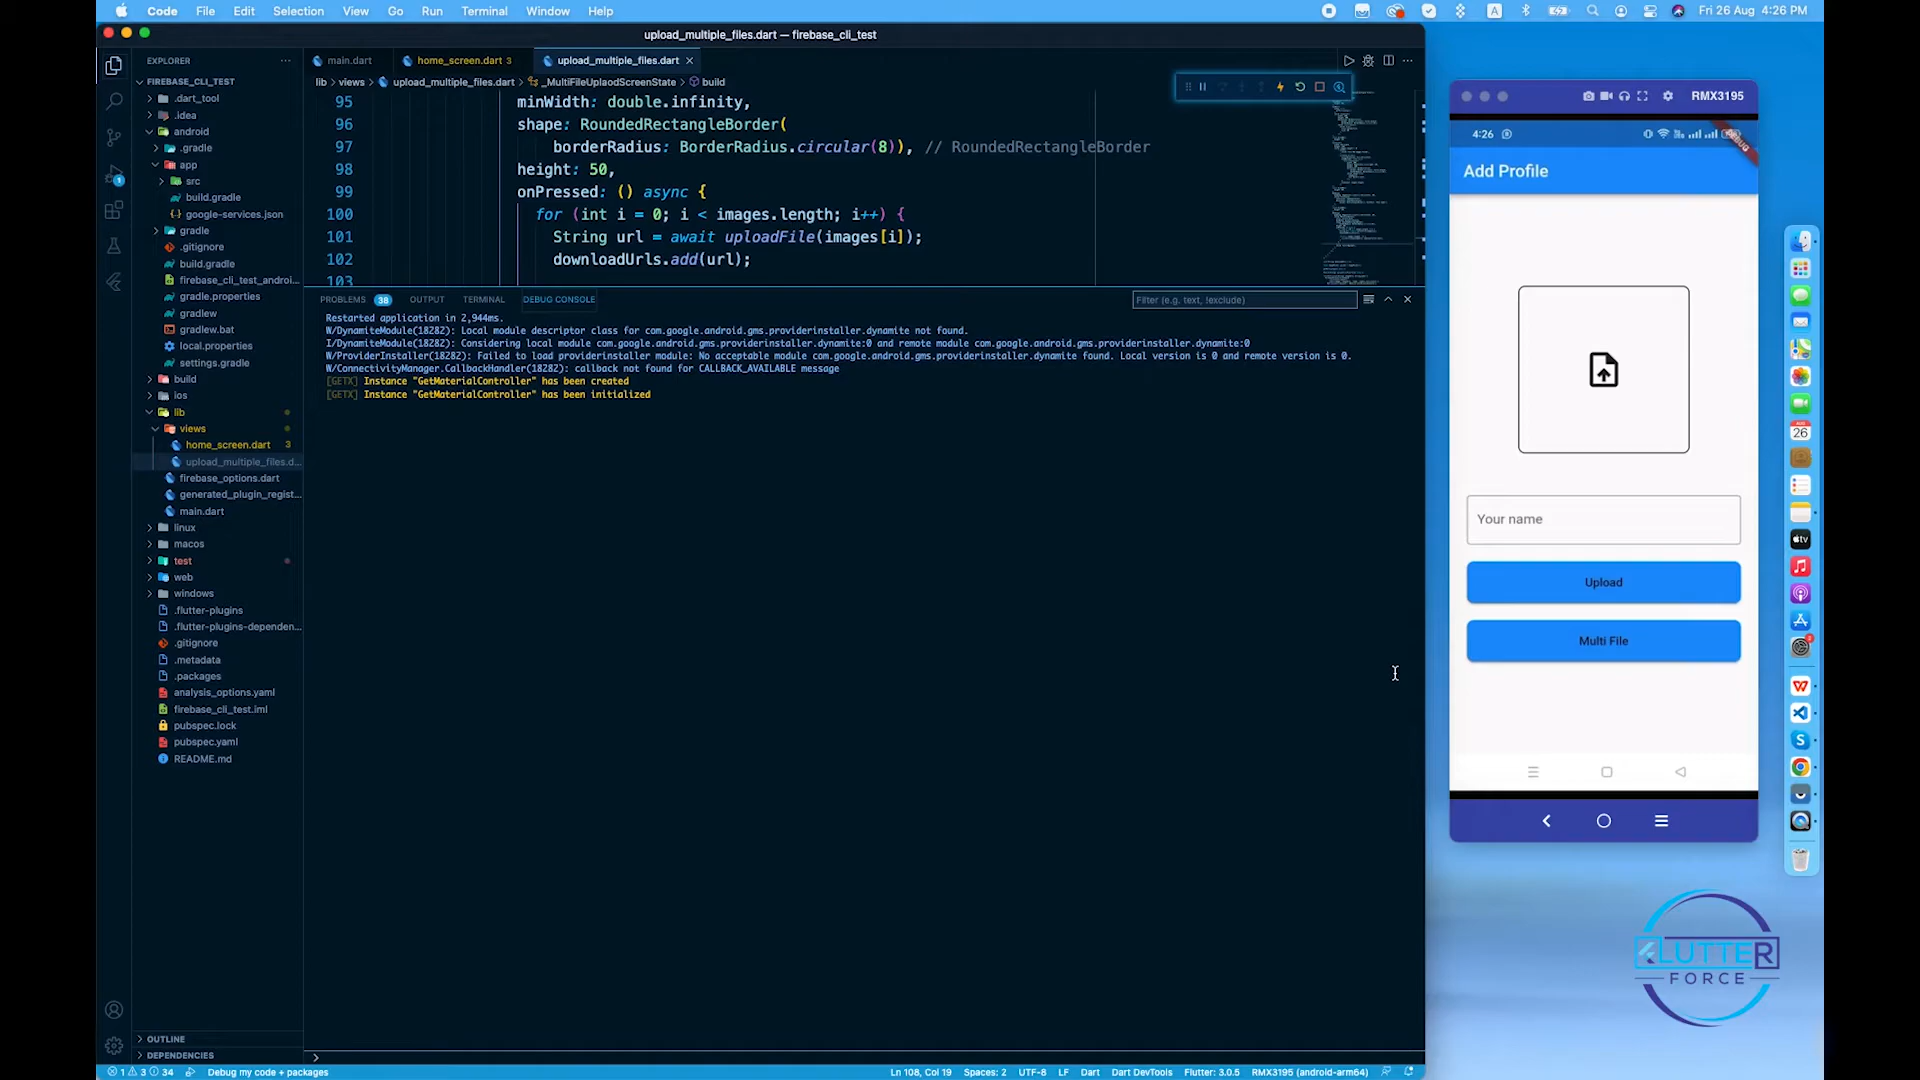 Code File Edit Selection View Go Run Terminal Window Help
A
Fri 26 Aug 4:26 PM
upload_multiple_files.dart — firebase_cli_test
EXPLORER
main.dart
home_screen.dart 3
upload_multiple_files.dart
lib > views > upload_multiple_files.dart > _MultiFileUplaodScreenState > build
FIREBASE_CLI_TEST
.dart_tool
.idea
android
.gradle
app
src
build.gradle
google-services.json
gradle
.gitignore
build.gradle
firebase_cli_test_androi...
gradle.properties
gradlew
gradlew.bat
local.properties
settings.gradle
build
ios
lib
views
home_screen.dart 3
upload_multiple_files.d...
firebase_options.dart
generated_plugin_regist...
main.dart
linux
macos
test
web
windows
.flutter-plugins
.flutter-plugins-dependen...
.gitignore
.metadata
.packages
analysis_options.yaml
firebase_cli_test.iml
pubspec.lock
pubspec.yaml
README.md
OUTLINE
DEPENDENCIES
95 minWidth: double.infinity,
96 shape: RoundedRectangleBorder(
97 borderRadius: BorderRadius.circular(8)), // RoundedRectangleBorder
98 height: 50,
99 onPressed: () async {
100 for (int i = 0; i < images.length; i++) {
101 String url = await uploadFile(images[i]);
102 downloadUrls.add(url);
103
PROBLEMS 38 OUTPUT TERMINAL DEBUG CONSOLE
Filter (e.g. text, !exclude)
Restarted application in 2,944ms.
W/DynamiteModule(18282): Local module descriptor class for com.google.android.gms.providerinstaller.dynamite not found.
I/DynamiteModule(18282): Considering local module com.google.android.gms.providerinstaller.dynamite:0 and remote module com.google.android.gms.providerinstaller.dynamite:0
W/ProviderInstaller(18282): Failed to load providerinstaller module: No acceptable module com.google.android.gms.providerinstaller.dynamite found. Local version is 0 and remote version is 0.
W/ConnectivityManager.CallbackHandler(18282): callback not found for CALLBACK_AVAILABLE message
[GETX] Instance "GetMaterialController" has been created
[GETX] Instance "GetMaterialController" has been initialized
1 3 34 Debug my code + packages
Ln 108, Col 19 Spaces: 2 UTF-8 LF Dart Dart DevTools Flutter: 3.0.5 RMX3195 (android-arm64)
RMX3195
4:26
DEBUG
Add Profile
Your name
Upload
Multi File
AUG
26
tv
FLUTTER
FORCE